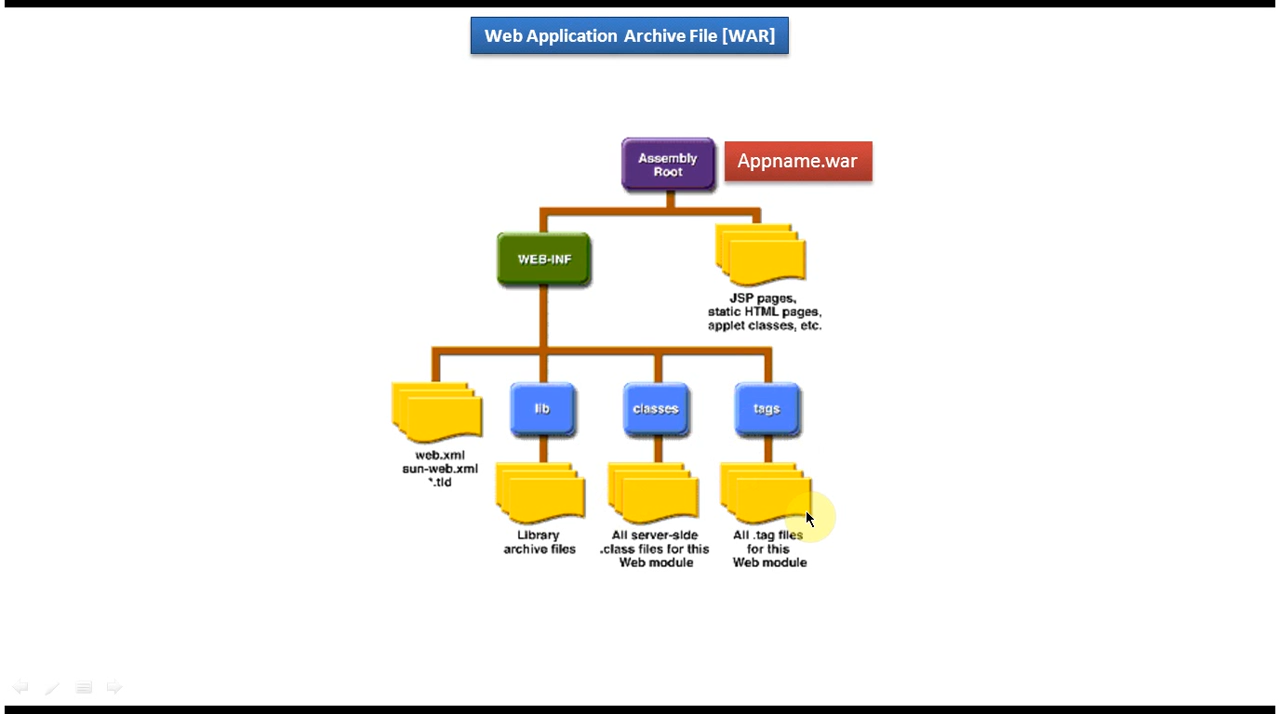 Web Application Archive File [WAR]
Assembly
Root
Appname.war
WEB-INF
JSP pages,
static HTML pages,
applet classes, etc.
lib
classes
tags
web.xml
sun-web.xml
*.tld
Library
archive files
All server-side
.class files for this
Web module
All .tag files
for this
Web module